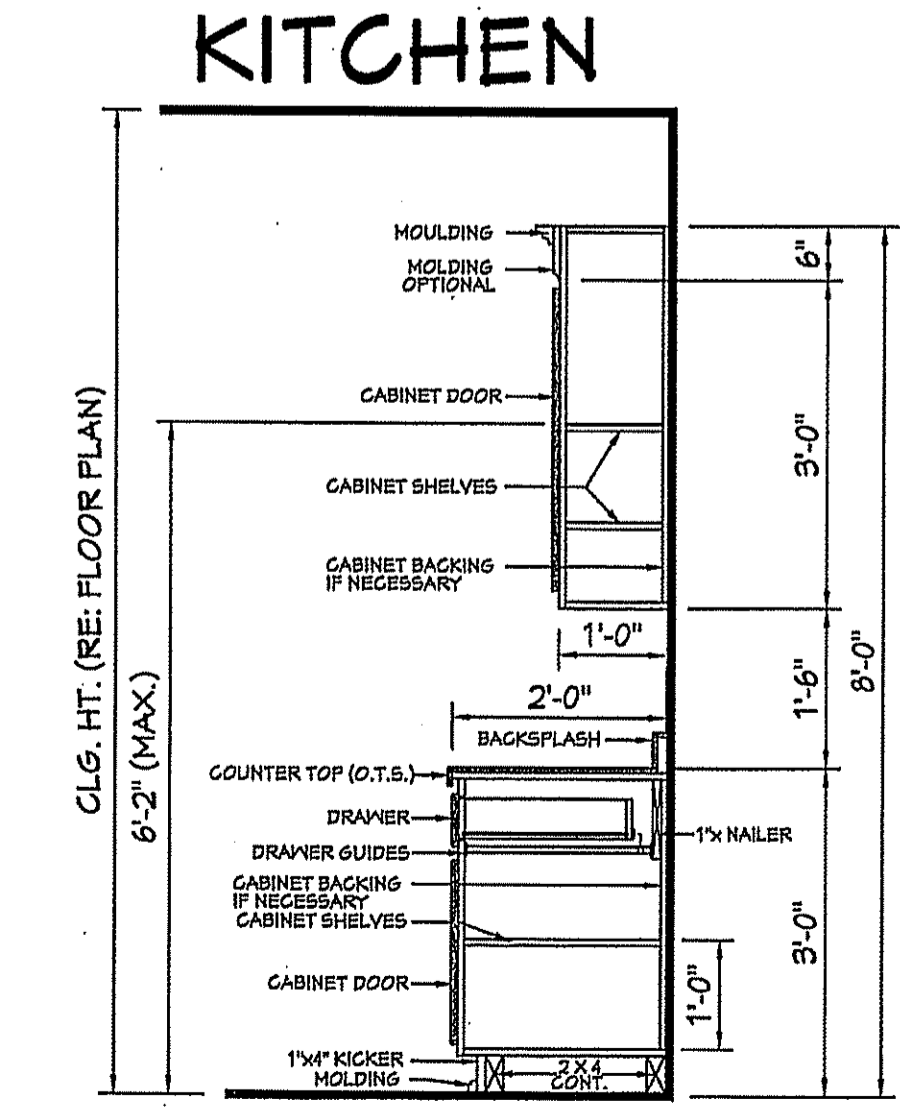 KITCHEN
MOULDING
MOLDING
OPTIONAL
6"
CABINET DOOR
3'-0"
CABINET SHELVES
CABINET BACKING
IF NECESSARY
CLG. HT. (RE: FLOOR PLAN)
6'-2" (MAX.)
1'-0"
2'-0"
1'-6"
8'-0"
BACKSPLASH
COUNTER TOP (O.T.S.)
DRAWER
1"x NAILER
DRAWER GUIDES
CABINET BACKING
IF NECESSARY
CABINET SHELVES
3'-0"
CABINET DOOR
1'-0"
1"x4" KICKER
MOLDING
2X4
CONT.